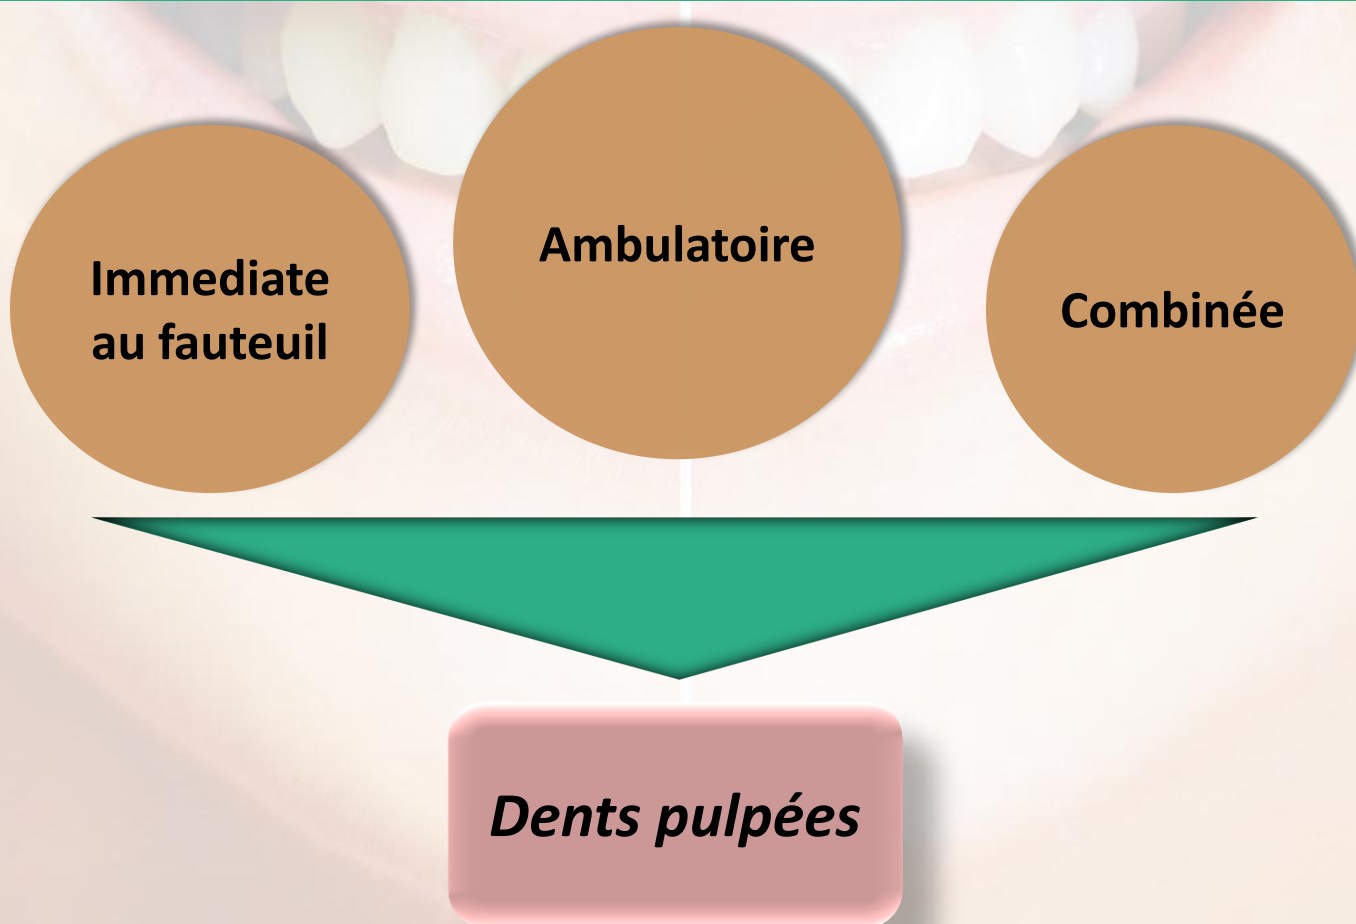 Immediate
au fauteuil
Ambulatoire
Combinée
Dents pulpées